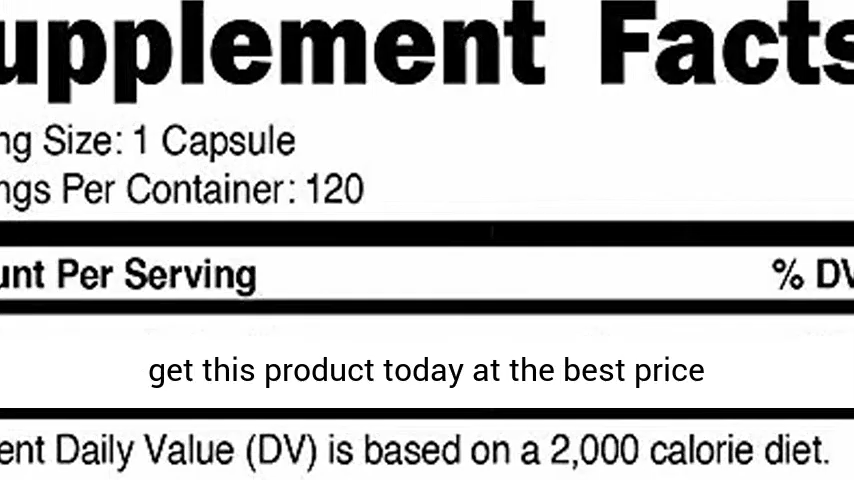 upplement Facts
ng Size: 1 Capsule
ngs Per Container: 120
unt Per Serving % DV
get this product today at the best price
ent Daily Value (DV) is based on a 2,000 calorie diet.